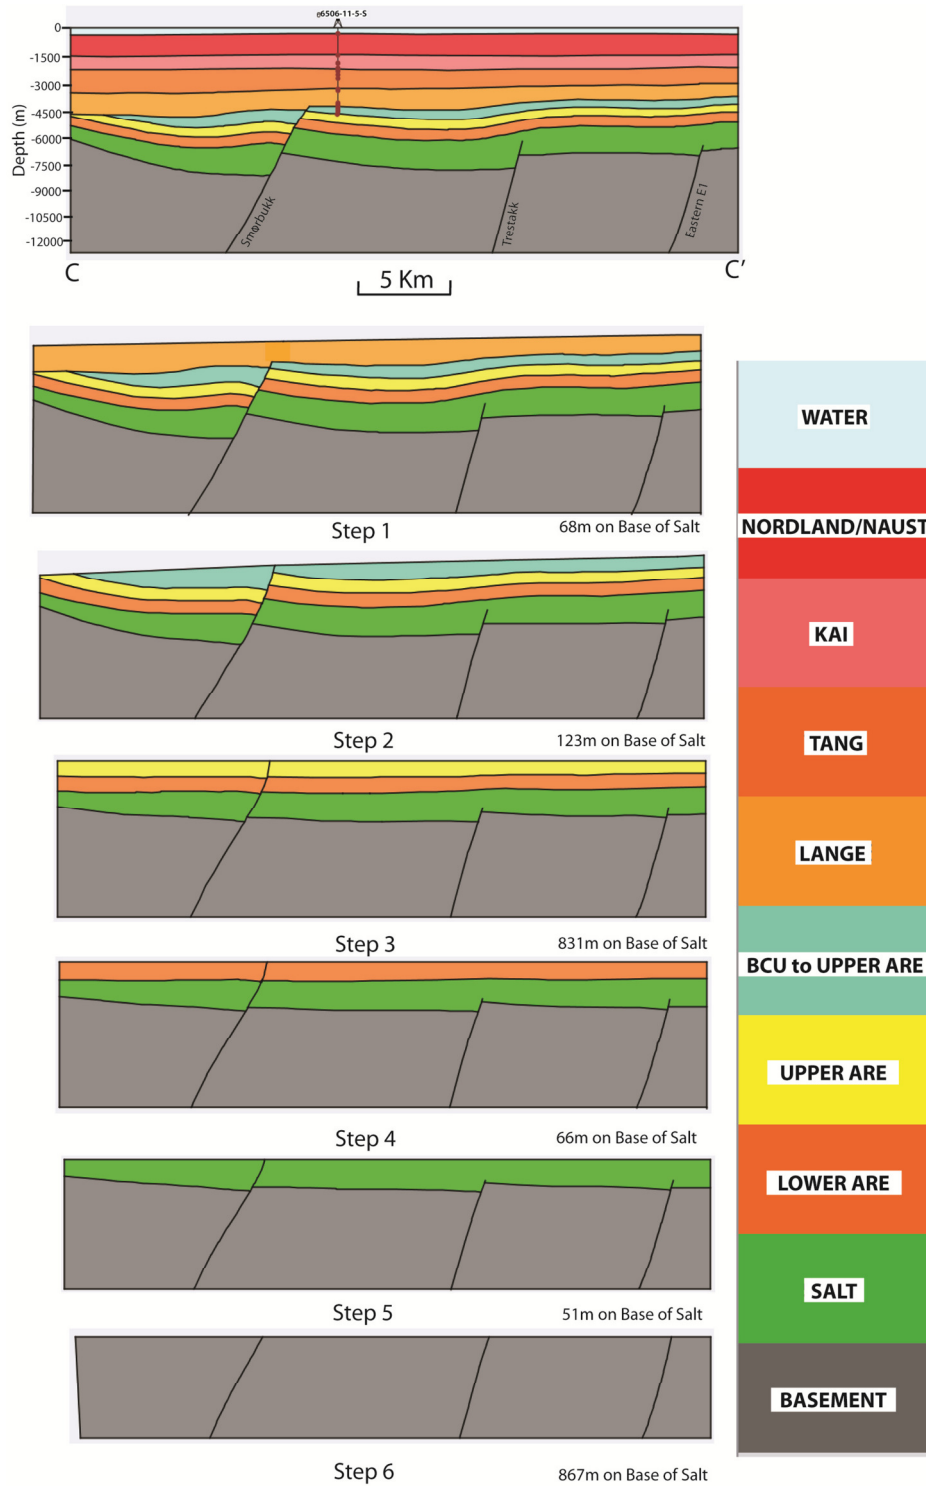 6506-11-5-S
0
-1500
-3000
-4500
-6000
-7500
-9000
-10500
-12000
Depth (m)
Smørbukk
Trestakk
Eastern E1
C
C'
5 Km
Step 1
68m on Base of Salt
Step 2
123m on Base of Salt
Step 3
831m on Base of Salt
Step 4
66m on Base of Salt
Step 5
51m on Base of Salt
Step 6
867m on Base of Salt
WATER
NORDLAND/NAUST
KAI
TANG
LANGE
BCU to UPPER ARE
UPPER ARE
LOWER ARE
SALT
BASEMENT